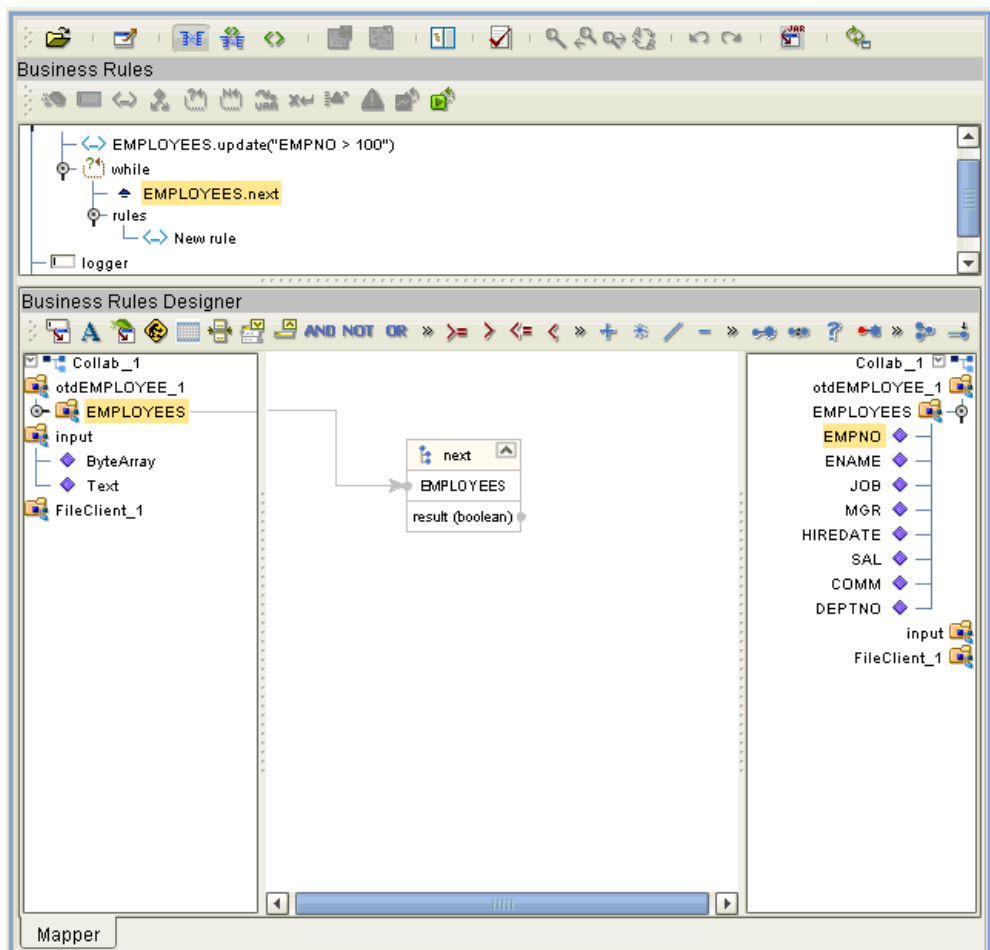 JAR
Business Rules
JAR
EMPLOYEES.update("EMPNO > 100")
while
EMPLOYEES.next
rules
New rule
logger
Business Rules Designer
A AND NOT OR » >= > <= < » + / - » ? » 
Collab_1
otdEMPLOYEE_1
EMPLOYEES
input
ByteArray
Text
FileClient_1
next
EMPLOYEES
result (boolean)
Collab_1
otdEMPLOYEE_1
EMPLOYEES
EMPNO
ENAME
JOB
MGR
HIREDATE
SAL
COMM
DEPTNO
input
FileClient_1
Mapper